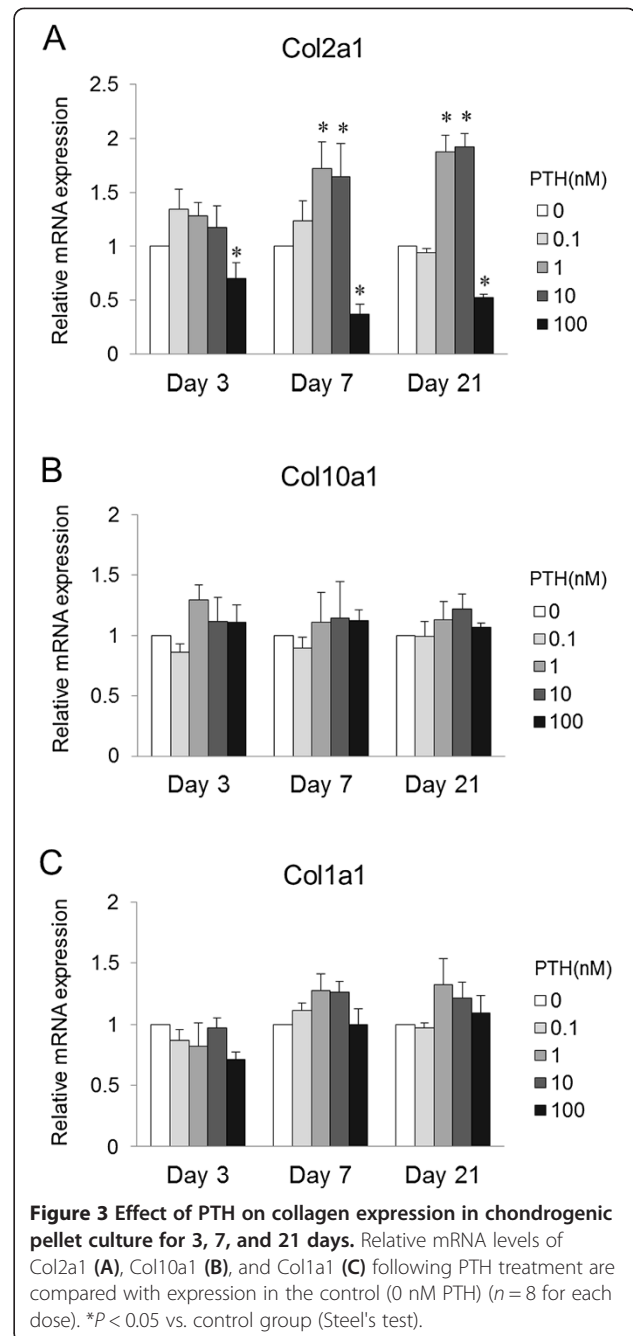 A
Col2a1
Relative mRNA expression
2.5
2
1.5
1
0.5
0
* * * * * * *
Day 3 Day 7 Day 21
PTH(nM)
0
0.1
1
10
100
B
Col10a1
Relative mRNA expression
2
1.5
1
0.5
0
Day 3 Day 7 Day 21
PTH(nM)
0
0.1
1
10
100
C
Col1a1
Relative mRNA expression
2
1.5
1
0.5
0
Day 3 Day 7 Day 21
PTH(nM)
0
0.1
1
10
100
Figure 3 Effect of PTH on collagen expression in chondrogenic
pellet culture for 3, 7, and 21 days. Relative mRNA levels of
Col2a1 (A), Col10a1 (B), and Col1a1 (C) following PTH treatment are
compared with expression in the control (0 nM PTH) (n = 8 for each
dose). *P < 0.05 vs. control group (Steel's test).